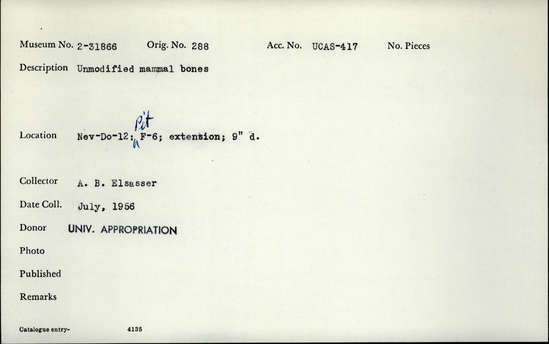 Museum No. 2-31866 Orig. No. 288 Acc. No. UCAS-417 No. Pieces
Description Unmodified mammal bones
Location Nev-Do-12: Pit F-6; extension; 9" d.
Collector A. B. Elsasser
Date Coll. July, 1956
Donor UNIV. APPROPRIATION
Photo
Published
Remarks
Catalogue entry- 4135